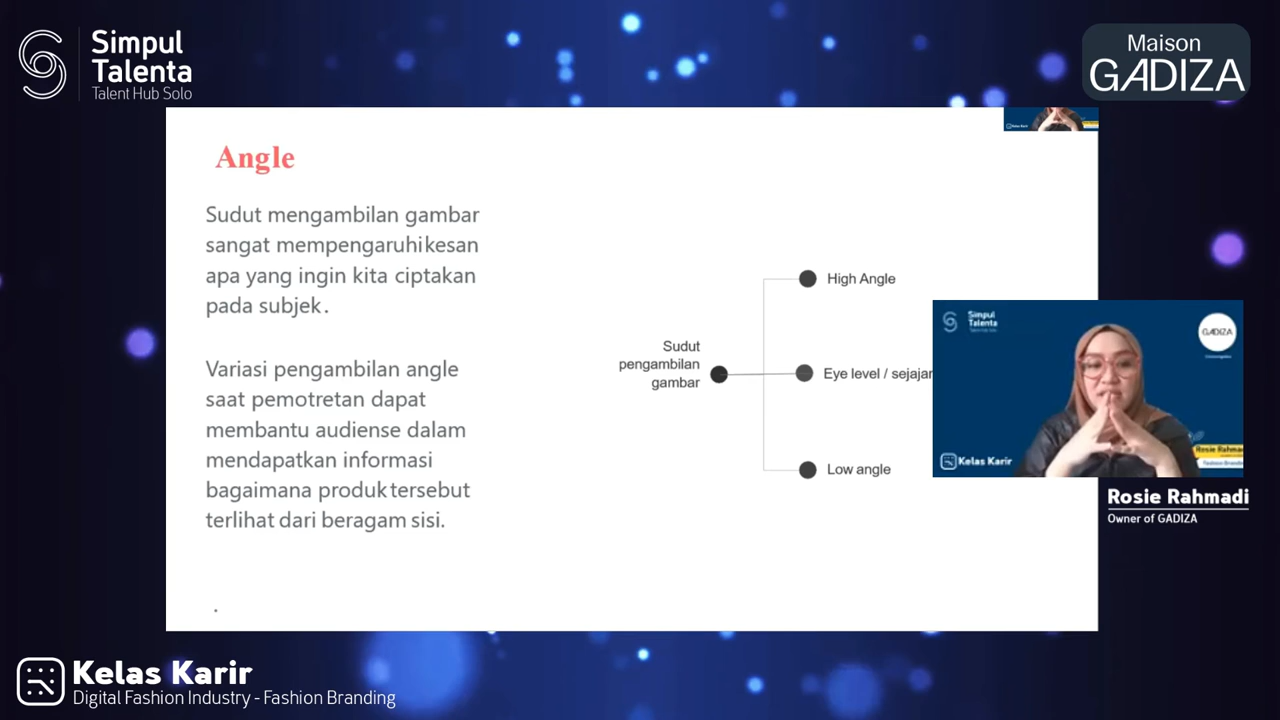 Simpul
Talenta
Talent Hub Solo
Maison
GADIZA
Angle
Sudut mengambilan gambar
sangat mempengaruhi kesan
apa yang ingin kita ciptakan
pada subjek.
Variasi pengambilan angle
saat pemotretan dapat
membantu audiense dalam
mendapatkan informasi
bagaimana produk tersebut
terlihat dari beragam sisi.
.
Sudut
pengambilan
gambar
High Angle
Eye level / sejajar
Low angle
Simpul
Talenta
GADIZA
Kelas Karir
Rosie Rahmadi
Owner of GADIZA
Kelas Karir
Digital Fashion Industry - Fashion Branding